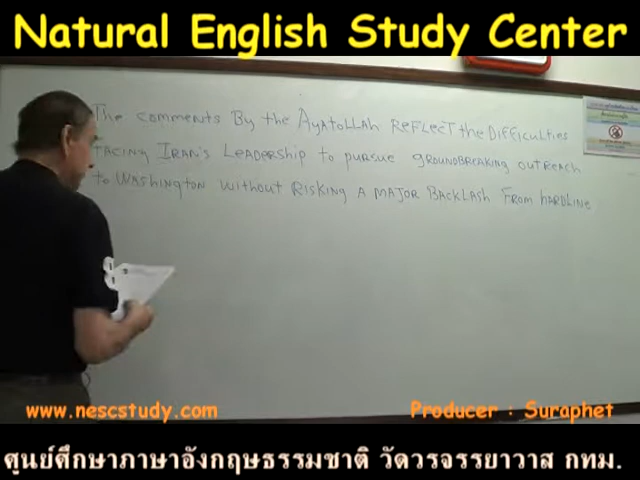 Natural English Study Center
The comments By the AyAtollAh REFLECT the DIFFICULTIES
FACING IRAN's LEADERSHIP to pursue gROUNDBREAKING outREACH
to WAshington without RISKING A MAJOR BACKLASH FROM hARDLINE
www.nescstudy.com
Producer : Suraphet
ศูนย์ศึกษาภาษาอังกฤษธรรมชาติ วัดวรจรรยาวาส กทม.